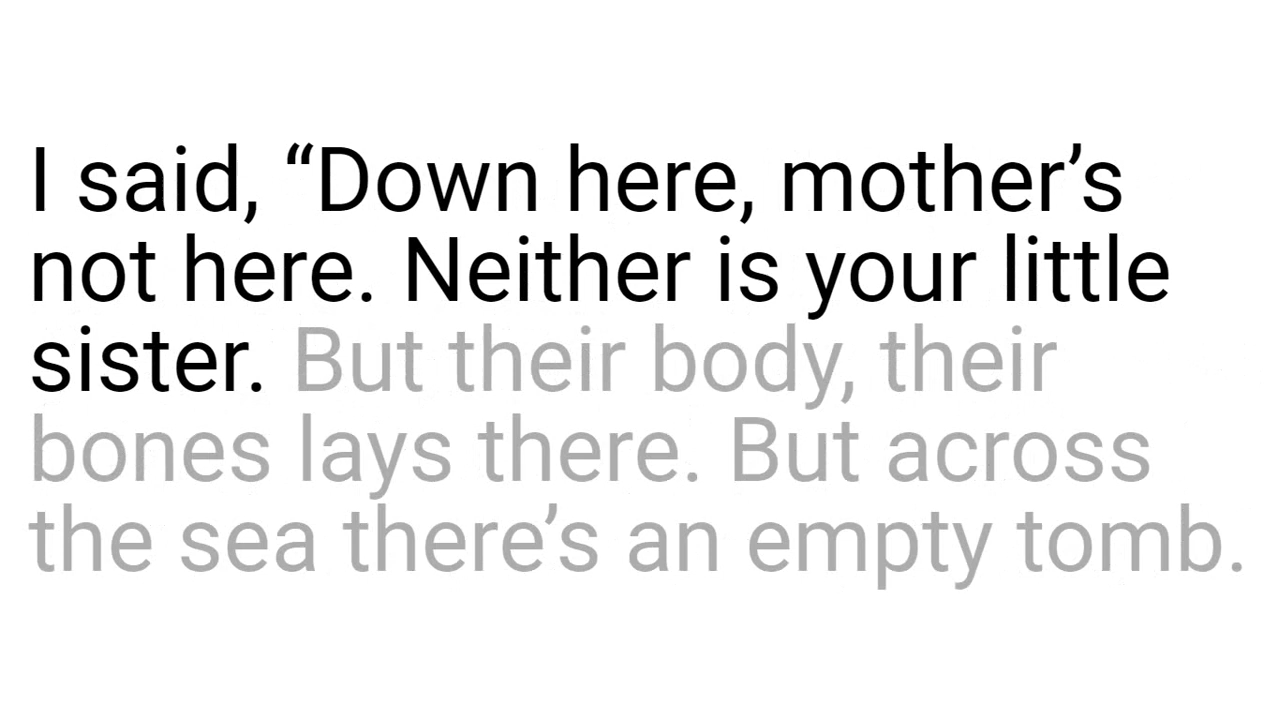 I said, “Down here, mother’s
not here. Neither is your little
sister. But their body, their
bones lays there. But across
the sea there’s an empty tomb.